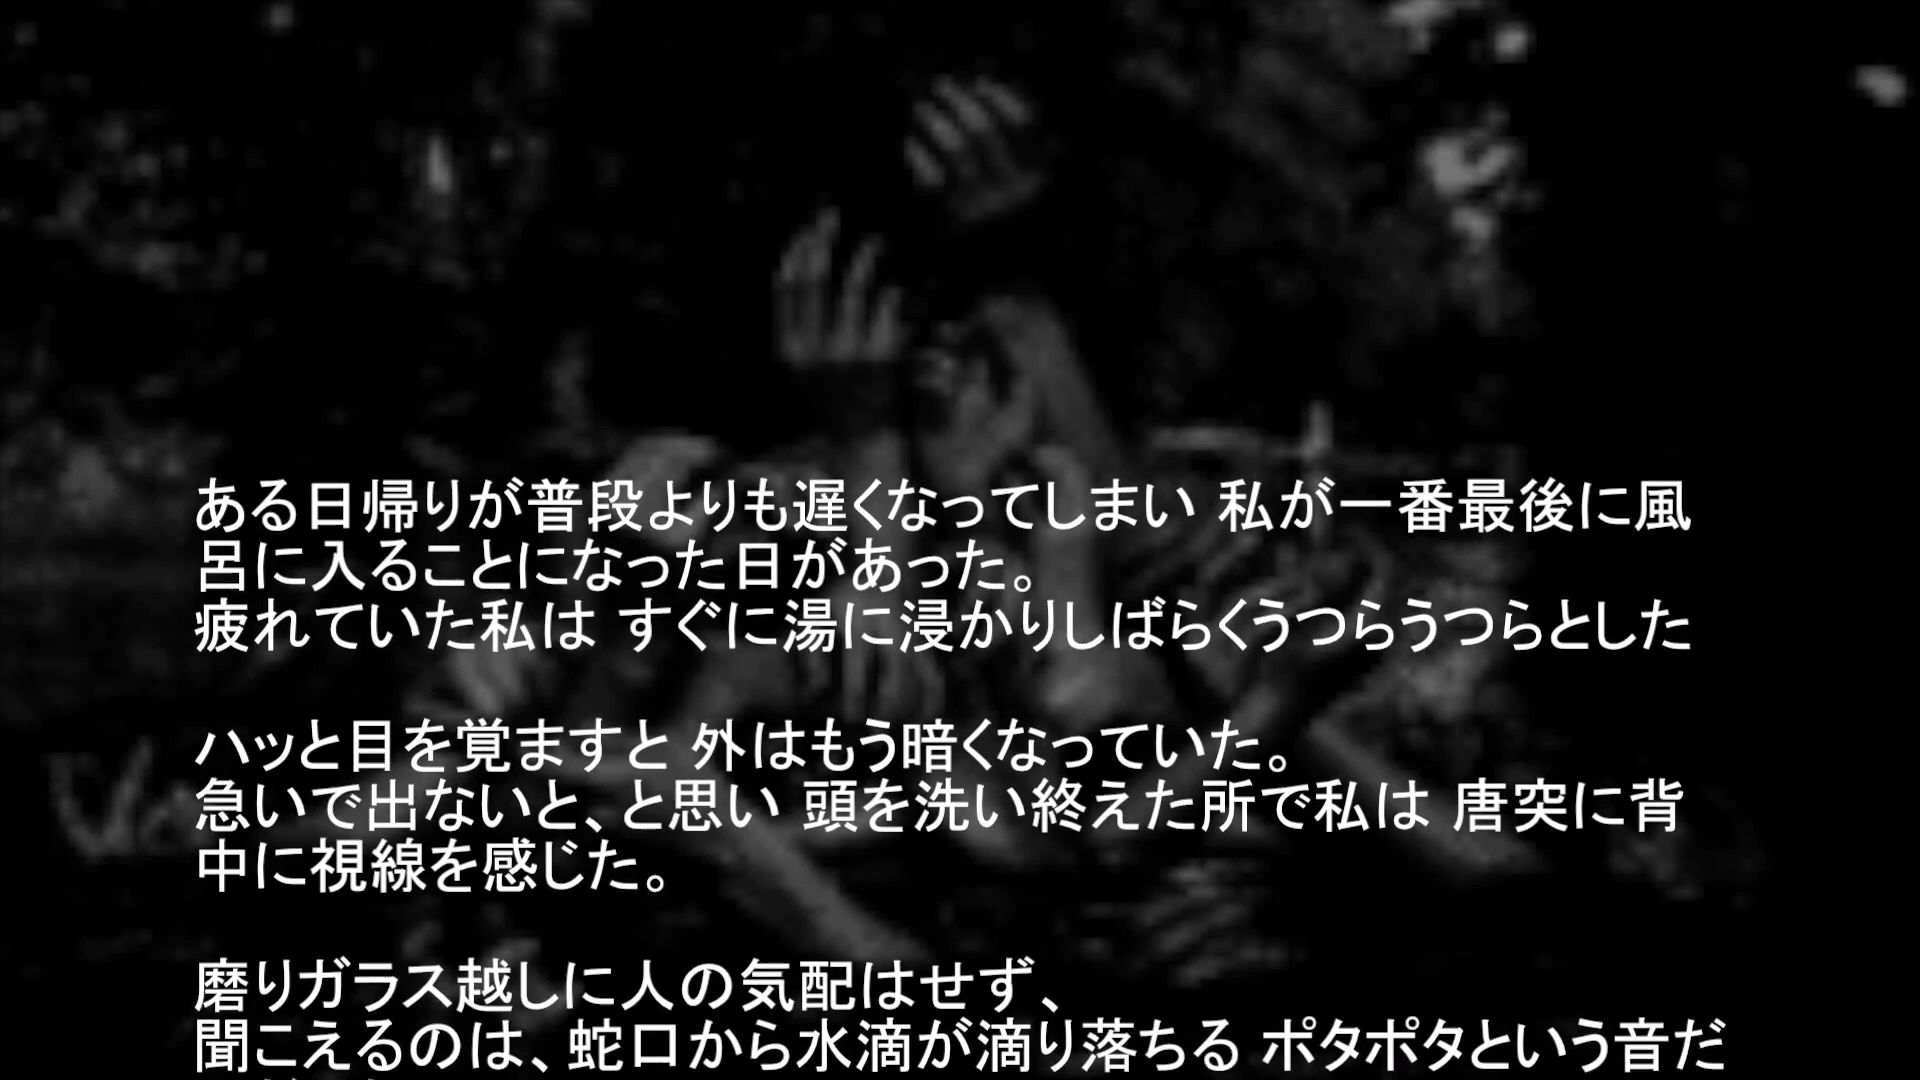 ある日帰りが普段よりも遅くなってしまい 私が一番最後に風
呂に入ることになった日があった。
疲れていた私は すぐに湯に浸かりしばらくうつらうつらとした
ハッと目を覚ますと 外はもう暗くなっていた。
急いで出ないと、と思い 頭を洗い終えた所で私は 唐突に背
中に視線を感じた。
磨りガラス越しに人の気配はせず、
聞こえるのは、蛇口から水滴が滴り落ちる ポタポタという音だ